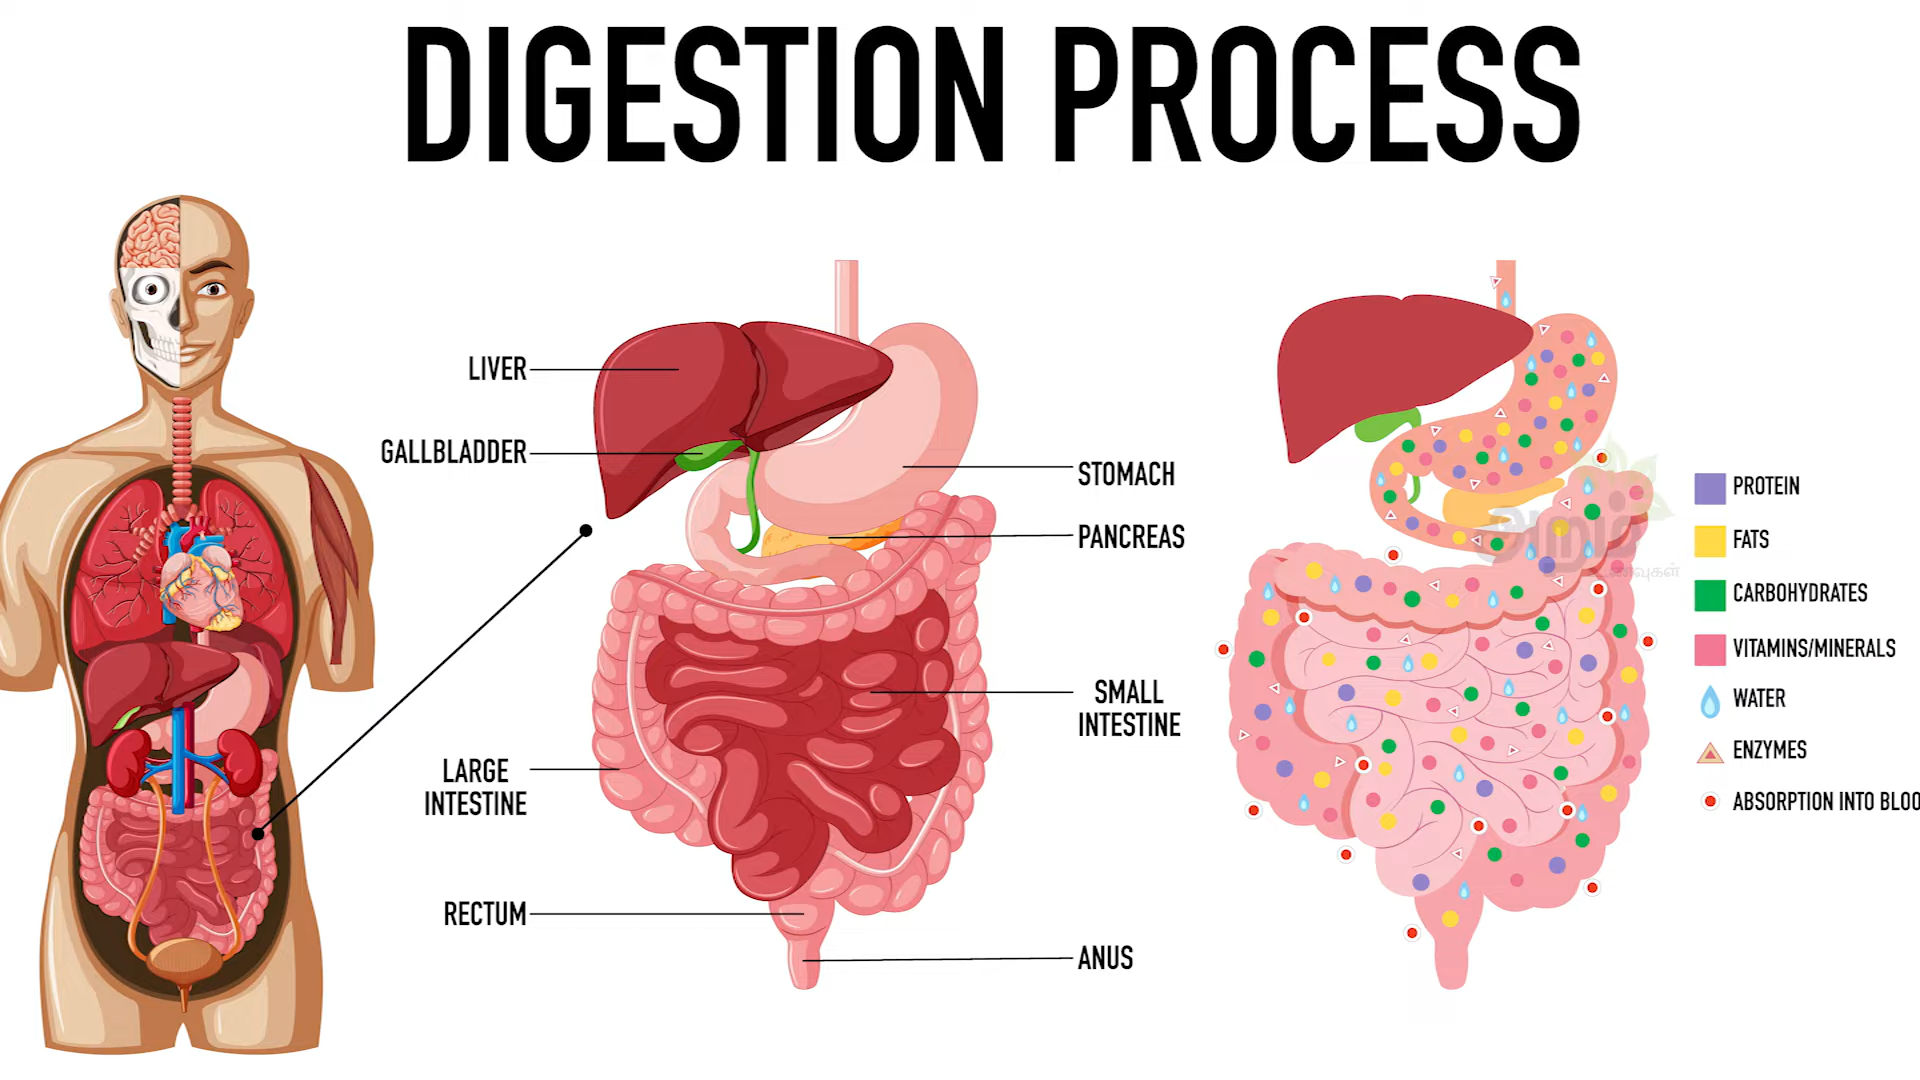 DIGESTION PROCESS
LIVER
GALLBLADDER
STOMACH
PANCREAS
SMALL
INTESTINE
LARGE
INTESTINE
RECTUM
ANUS
PROTEIN
FATS
CARBOHYDRATES
VITAMINS/MINERALS
WATER
ENZYMES
ABSORPTION INTO BLOO